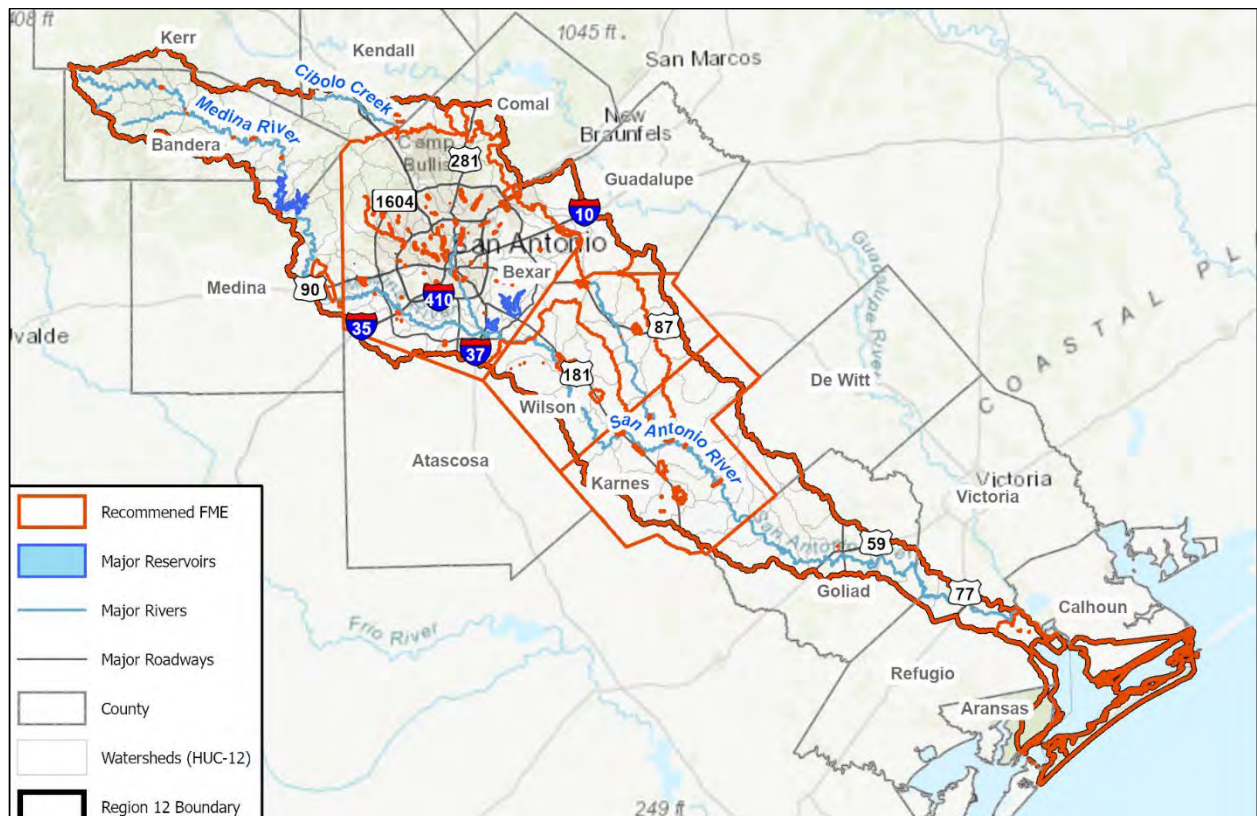 408 ft
Kerr
Kendall
1045 ft.
San Marcos
Cibolo Creek
Comal
New
Braunfels
Medina River
Bandera
Camp
Bullis
281
Guadalupe
1604
10
San Antonio
Bexar
Guadalupe River
Medina
90
410
35
37
87
COASTAL PL
De Witt
181
Wilson
San Antonio River
Atascosa
Karnes
Victoria
Victoria
San Antonio River
59
Goliad
77
Calhoun
Frio River
Refugio
Aransas
249 ft
Recommened FME
Major Reservoirs
Major Rivers
Major Roadways
County
Watersheds (HUC-12)
Region 12 Boundary